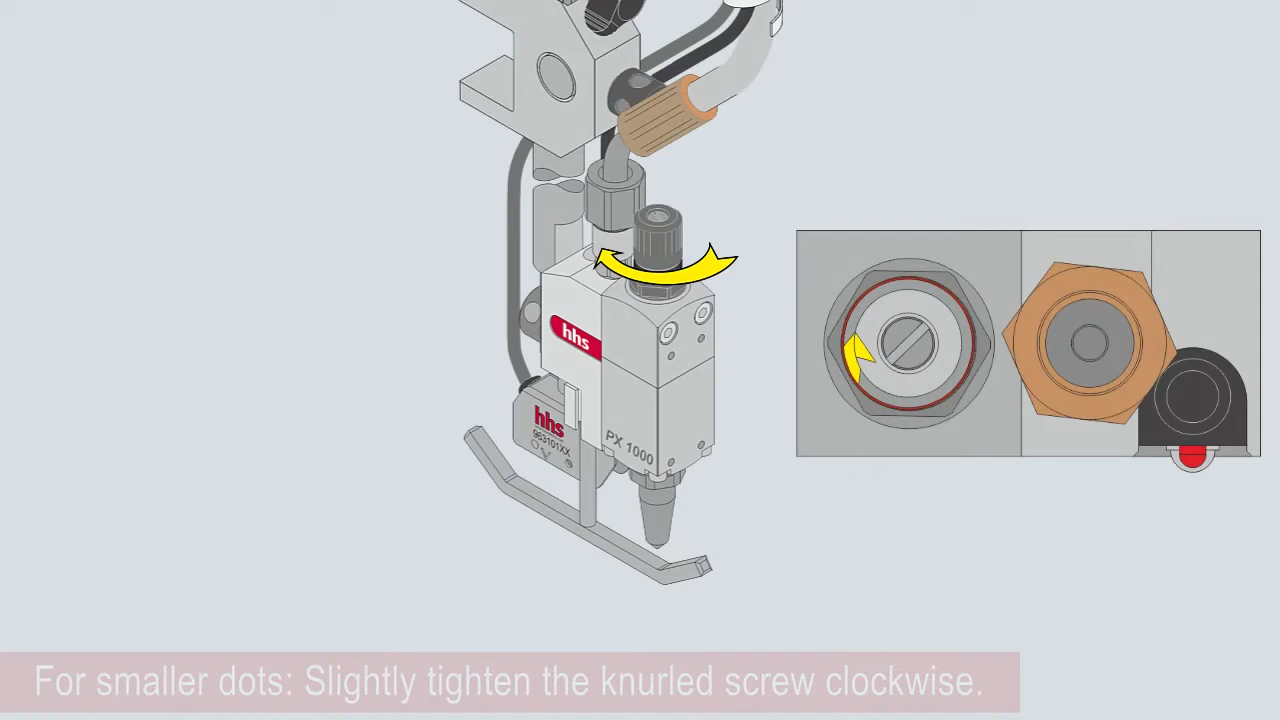 hhs
hhs
963101XX
PX 1000
For smaller dots: Slightly tighten the knurled screw clockwise.